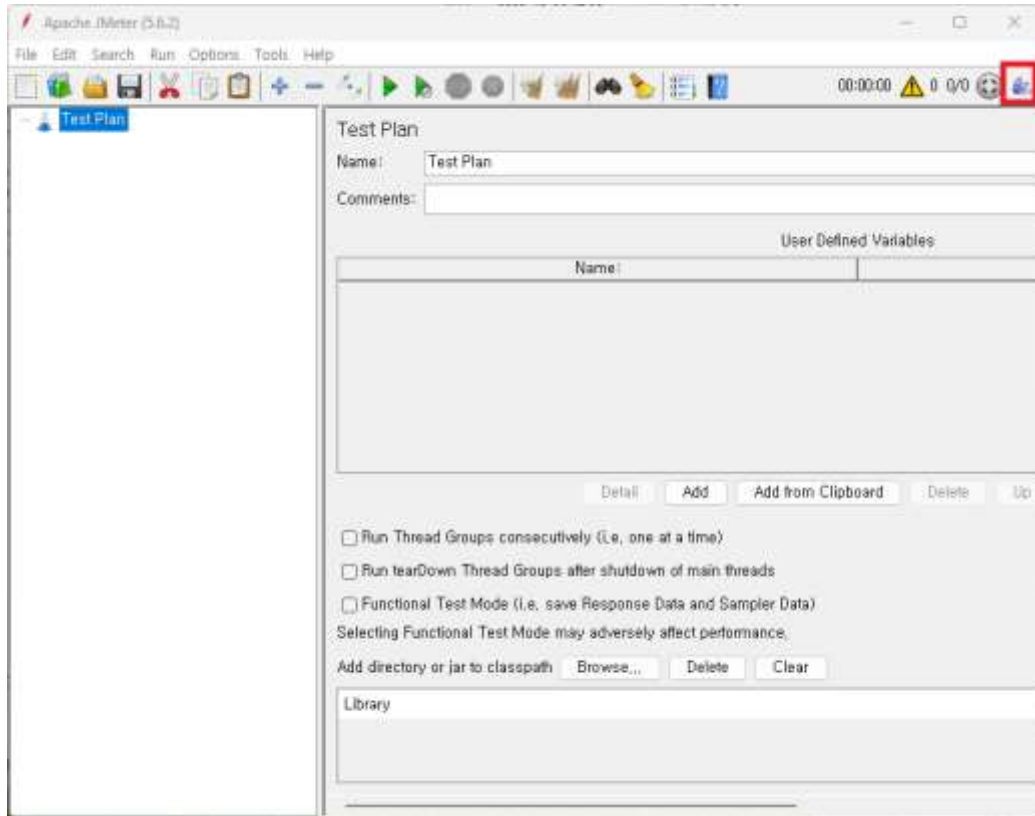 Apache JMeter (5.6.2)
File Edit Search Run Options Tools Help
00:00:00 0 0/0
Test Plan
Test Plan
Name: Test Plan
Comments:
User Defined Variables
Name:
Detail Add Add from Clipboard Delete Up
Run Thread Groups consecutively (i.e. one at a time)
Run tearDown Thread Groups after shutdown of main threads
Functional Test Mode (i.e. save Response Data and Sampler Data)
Selecting Functional Test Mode may adversely affect performance.
Add directory or jar to classpath Browse... Delete Clear
Library